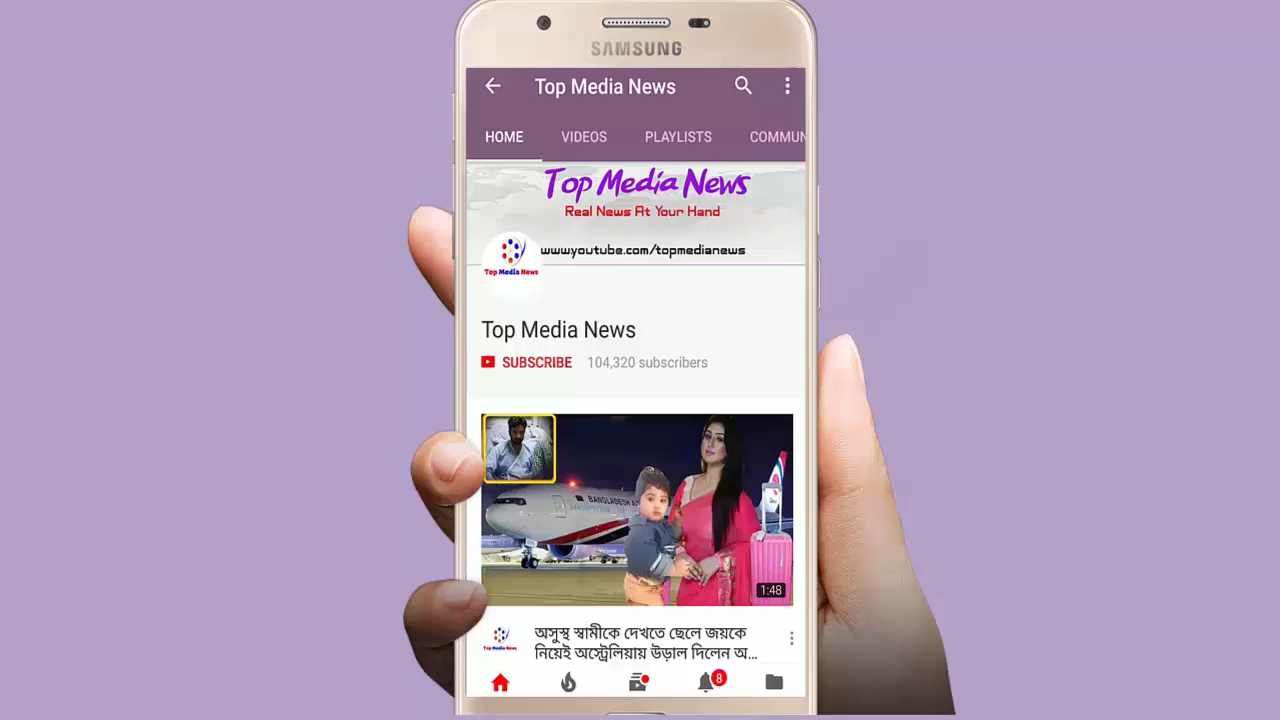 SAMSUNG
Top Media News
HOME VIDEOS PLAYLISTS COMMUN
Top Media News
Real News At Your Hand
www.youtube.com/topmedianews
Top Media News
Top Media News
SUBSCRIBE 104,320 subscribers
BANGLADESH
1:48
অসুস্থ স্বামীকে দেখতে ছেলে জয়কে
নিয়েই অস্ট্রেলিয়ায় উড়াল দিলেন অ...
Top Media News
8